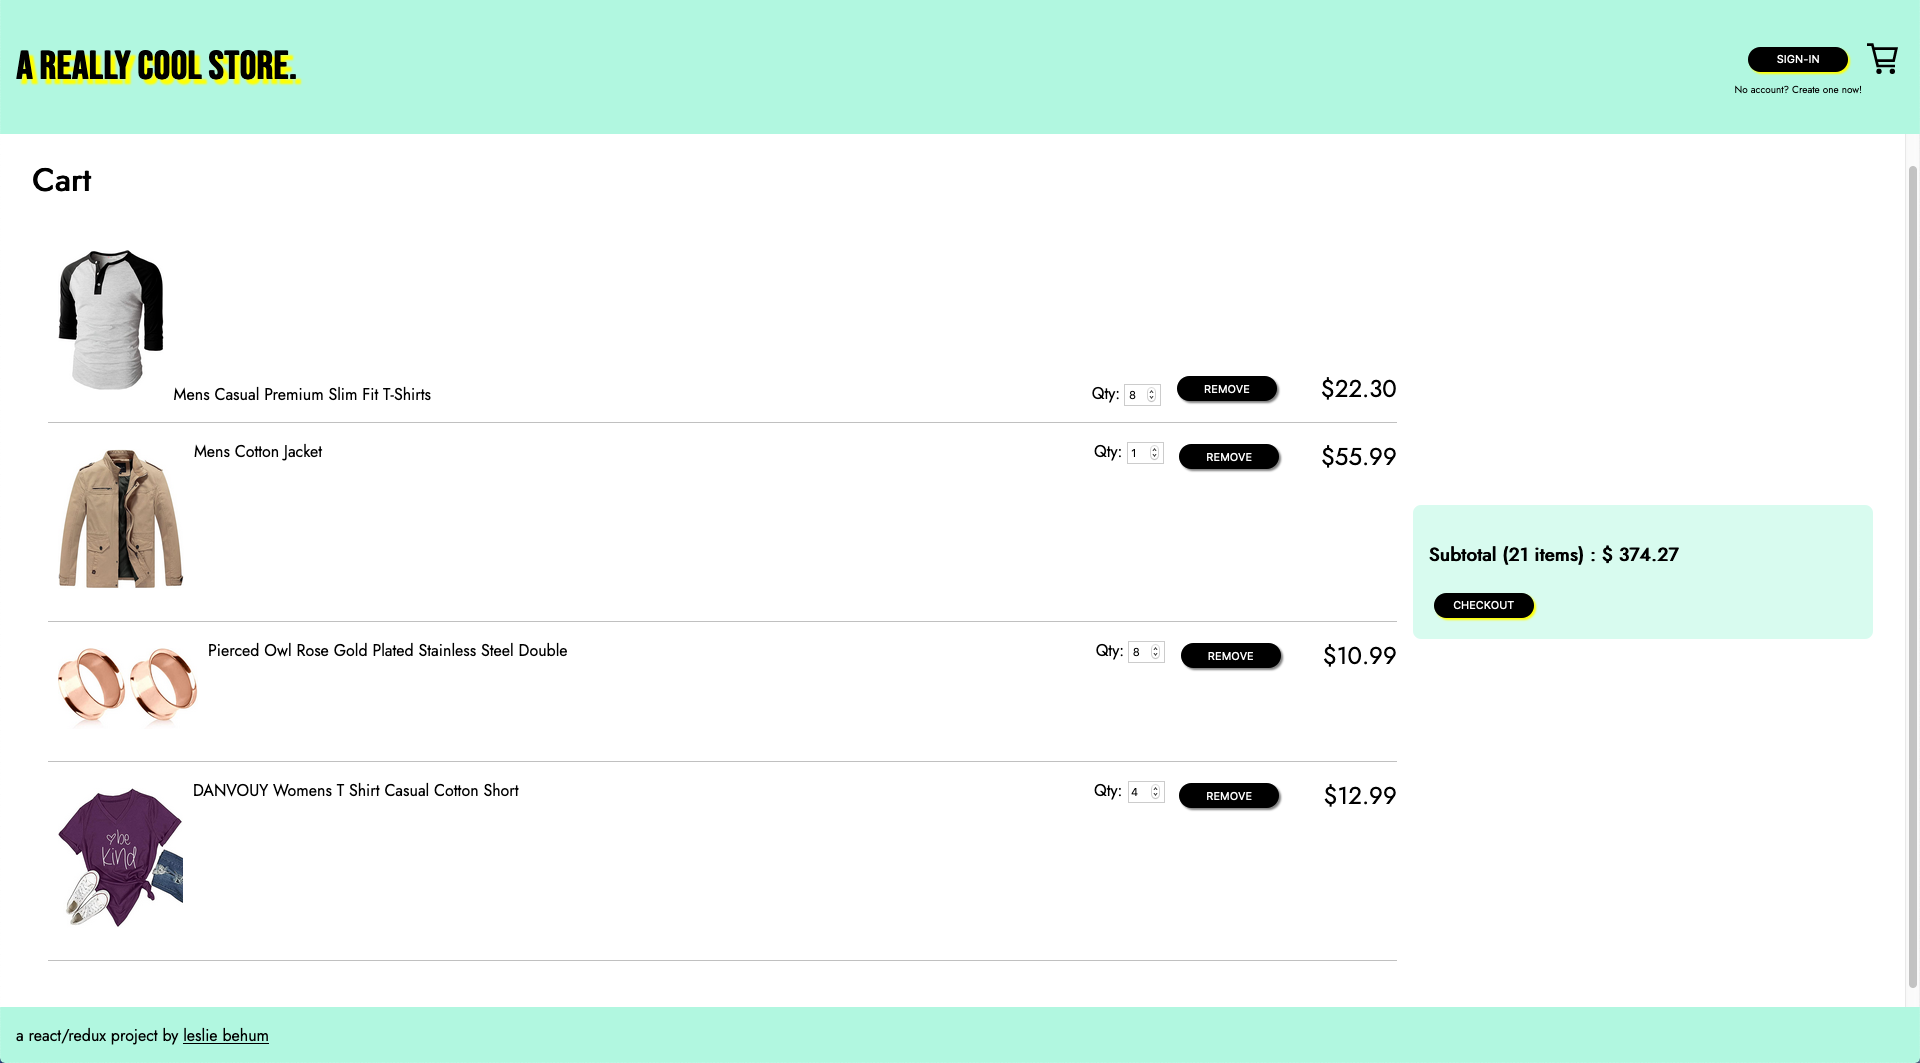 A REALLY COOL STORE.
SIGN-IN
No account? Create one now!
Cart
Mens Casual Premium Slim Fit T-Shirts Qty: 8 REMOVE $22.30
Mens Cotton Jacket Qty: 1 REMOVE $55.99
Subtotal (21 items) : $ 374.27
CHECKOUT
Pierced Owl Rose Gold Plated Stainless Steel Double Qty: 8 REMOVE $10.99
DANVOUY Womens T Shirt Casual Cotton Short Qty: 4 REMOVE $12.99
be
kind
a react/redux project by leslie behum